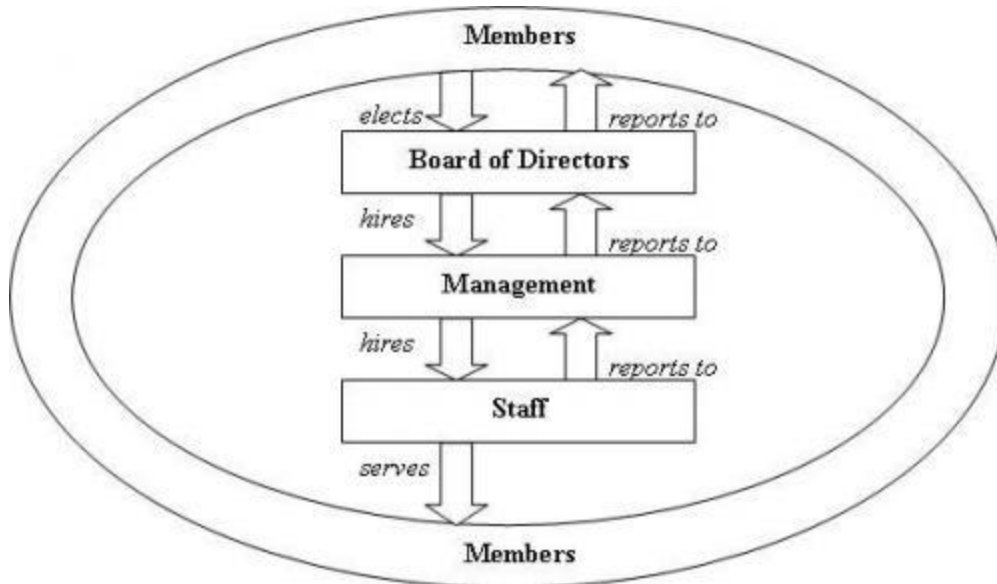 Members
elects
reports to
Board of Directors
hires
reports to
Management
hires
reports to
Staff
serves
Members